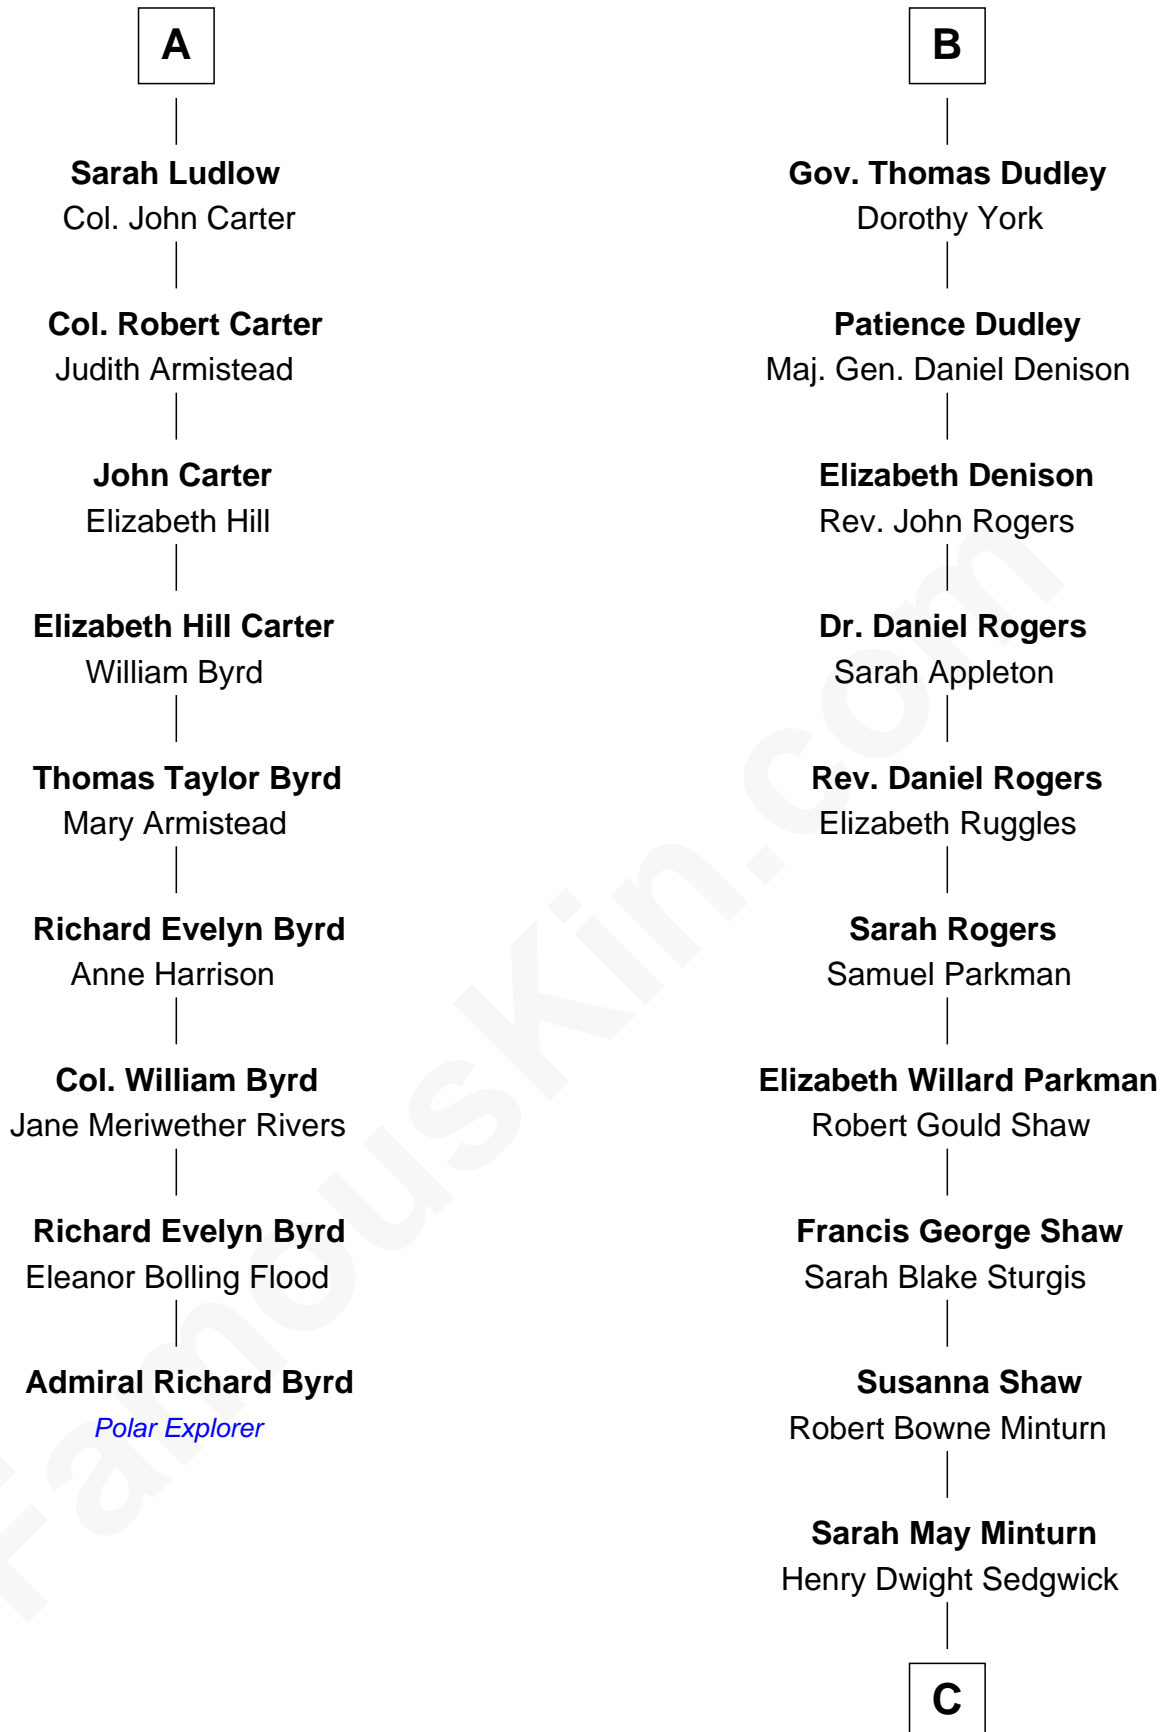 A
Sarah Ludlow
Col. John Carter
Col. Robert Carter
Judith Armistead
John Carter
Elizabeth Hill
Elizabeth Hill Carter
William Byrd
Thomas Taylor Byrd
Mary Armistead
Richard Evelyn Byrd
Anne Harrison
Col. William Byrd
Jane Meriwether Rivers
Richard Evelyn Byrd
Eleanor Bolling Flood
Admiral Richard Byrd
Polar Explorer
B
Gov. Thomas Dudley
Dorothy York
Patience Dudley
Maj. Gen. Daniel Denison
Elizabeth Denison
Rev. John Rogers
Dr. Daniel Rogers
Sarah Appleton
Rev. Daniel Rogers
Elizabeth Ruggles
Sarah Rogers
Samuel Parkman
Elizabeth Willard Parkman
Robert Gould Shaw
Francis George Shaw
Sarah Blake Sturgis
Susanna Shaw
Robert Bowne Minturn
Sarah May Minturn
Henry Dwight Sedgwick
C
FamousKin.com